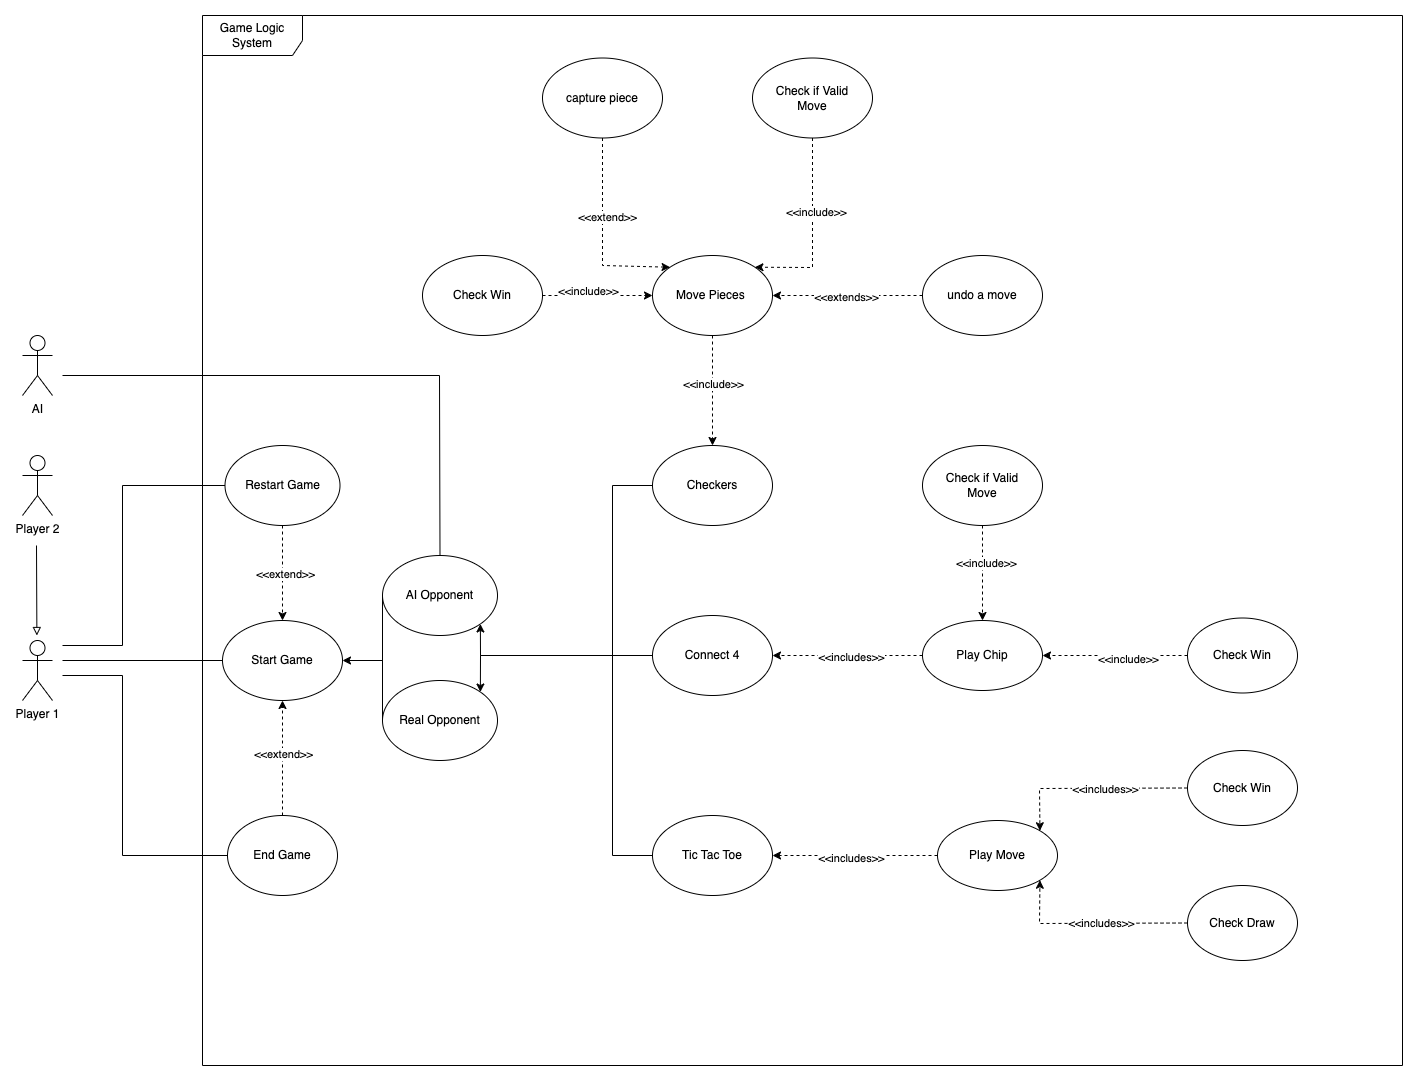 Game Logic
System
capture piece
Check if Valid
Move
<<extend>>
<<include>>
Check Win
<<include>>
Move Pieces
<<extends>>
undo a move
AI
<<include>>
Player 2
Restart Game
Checkers
Check if Valid
Move
<<extend>>
<<include>>
AI Opponent
Start Game
Connect 4
<<includes>>
Play Chip
<<include>>
Check Win
Player 1
Real Opponent
<<extend>>
<<includes>>
Check Win
End Game
Tic Tac Toe
<<includes>>
Play Move
<<includes>>
Check Draw